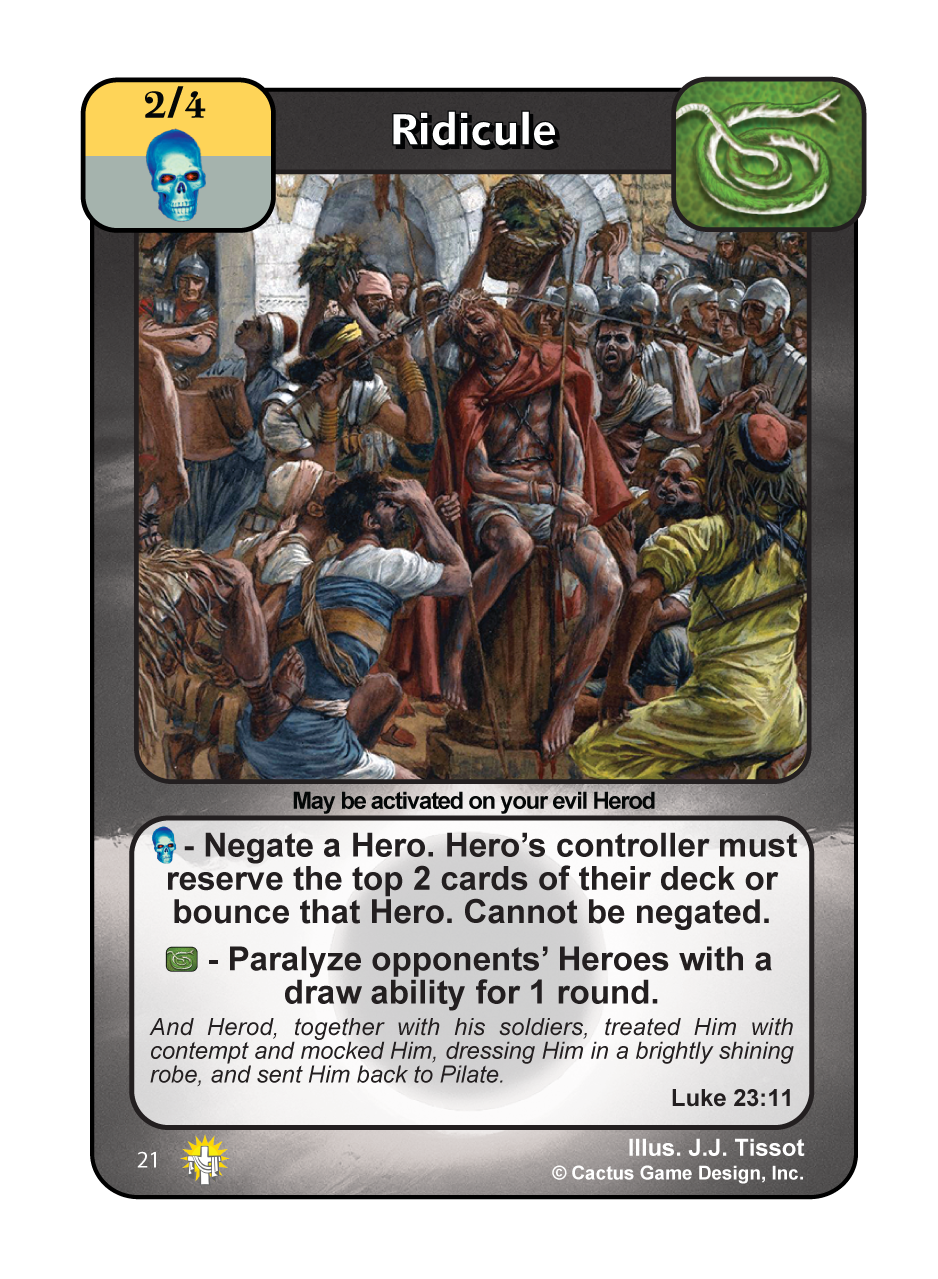 2/4
Ridicule
May be activated on your evil Herod
- Negate a Hero. Hero's controller must
reserve the top 2 cards of their deck or
bounce that Hero. Cannot be negated.
- Paralyze opponents' Heroes with a
draw ability for 1 round.
And Herod, together with his soldiers, treated Him with
contempt and mocked Him, dressing Him in a brightly shining
robe, and sent Him back to Pilate.
Luke 23:11
21
Illus. J.J. Tissot
© Cactus Game Design, Inc.